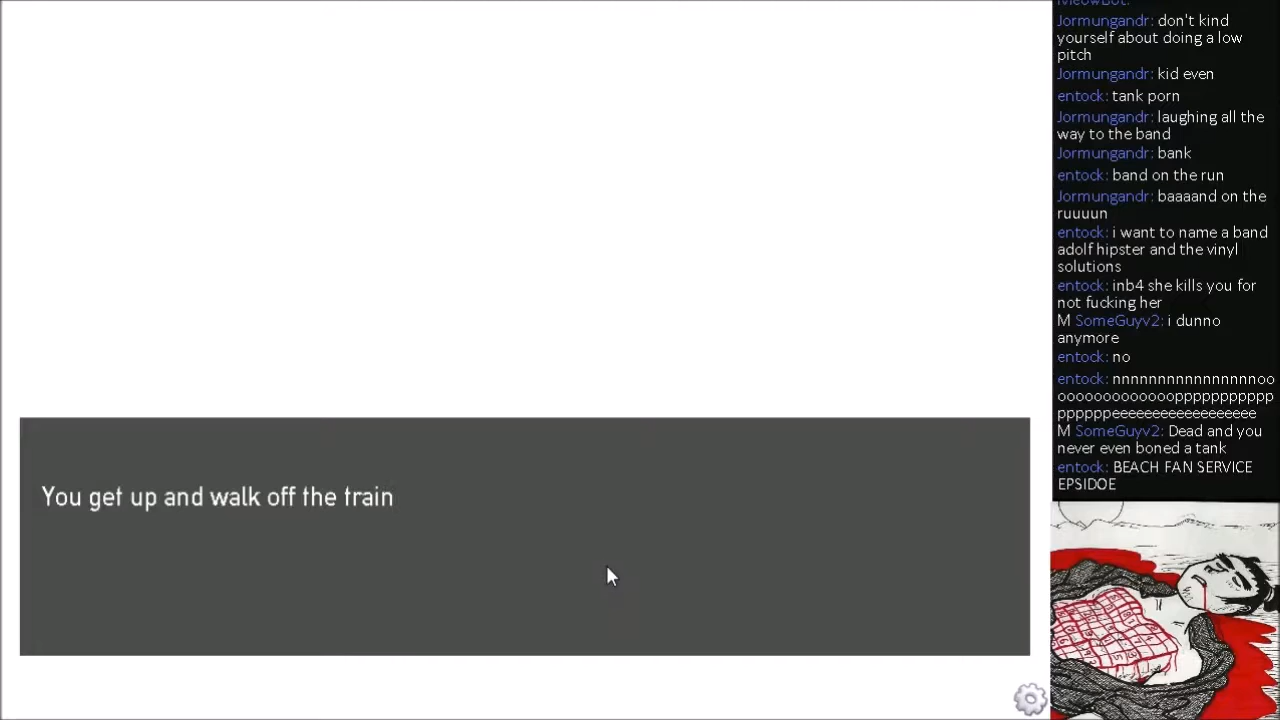 You get up and walk off the train
MeowBot:
Jormungandr: don't kind
yourself about doing a low
pitch
Jormungandr: kid even
entock: tank porn
Jormungandr: laughing all the
way to the band
Jormungandr: bank
entock: band on the run
Jormungandr: baaaand on the
ruuuun
entock: i want to name a band
adolf hipster and the vinyl
solutions
entock: inb4 she kills you for
not fucking her
M SomeGuyv2: i dunno
anymore
entock: no
entock: nnnnnnnnnnnnnnnnoo
ooooooooooooopppppppppppp
ppppppeeeeeeeeeeeeeeeeee
M SomeGuyv2: Dead and you
never even boned a tank
entock: BEACH FAN SERVICE
EPSIDOE